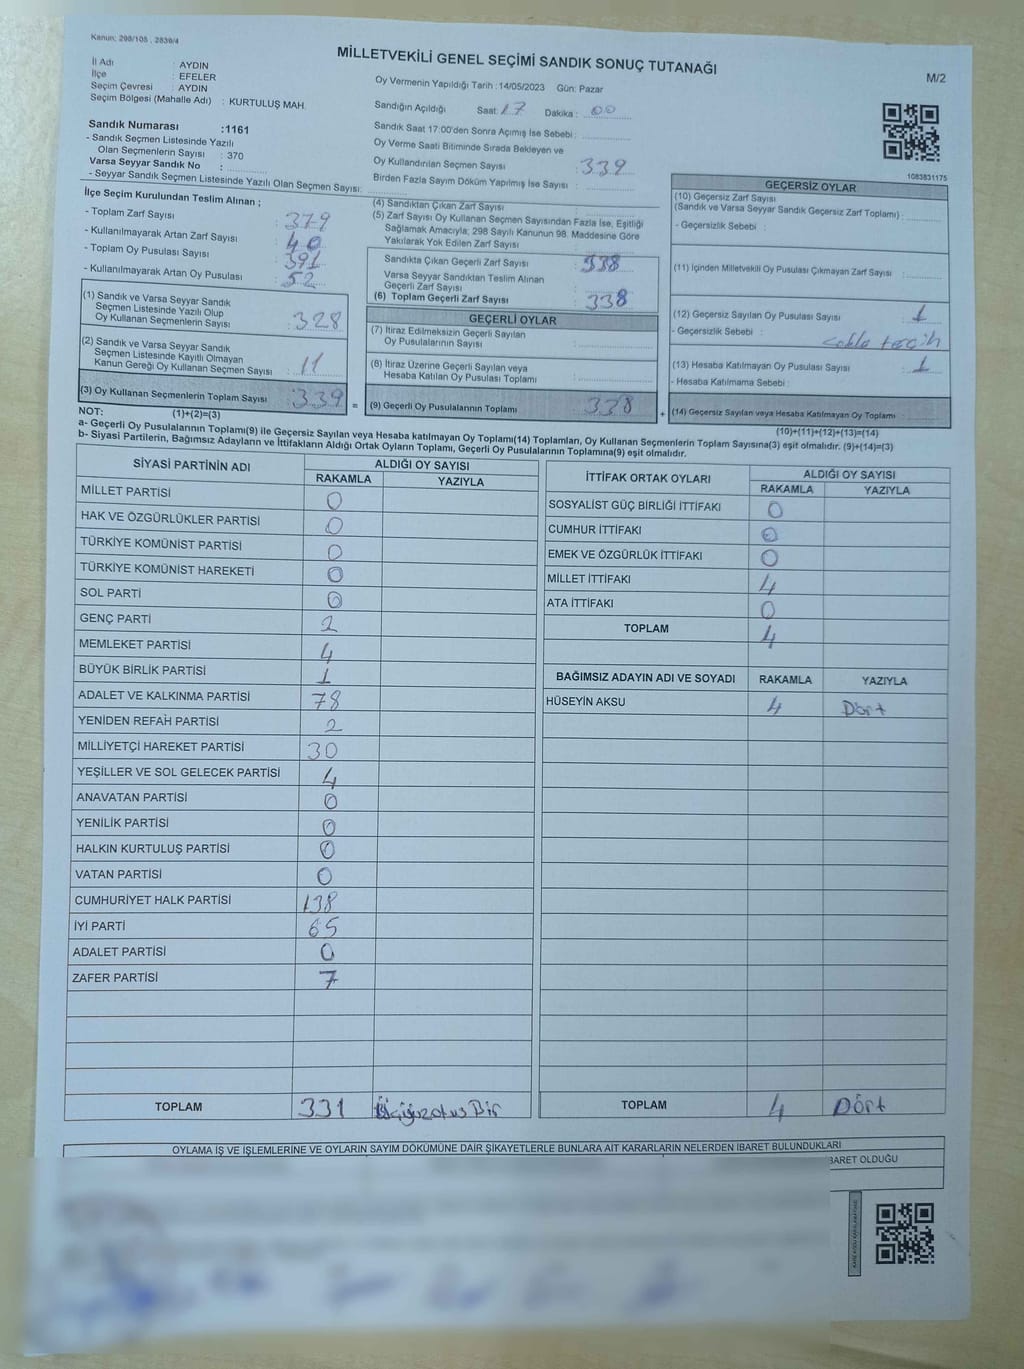 Kanun: 298/105 , 2839/4
MİLLETVEKİLİ GENEL SEÇİMİ SANDIK SONUÇ TUTANAĞI
M/2
İl Adı : AYDIN
İlçe : EFELER
Seçim Çevresi : AYDIN
Seçim Bölgesi (Mahalle Adı) : KURTULUŞ MAH.
Sandık Numarası :1161
- Sandık Seçmen Listesinde Yazılı
Olan Seçmenlerin Sayısı : 370
Varsa Seyyar Sandık No :
- Seyyar Sandık Seçmen Listesinde Yazılı Olan Seçmen Sayısı:
Oy Vermenin Yapıldığı Tarih : 14/05/2023 Gün: Pazar
Sandığın Açıldığı Saat: 17 Dakika : 00
Sandık Saat 17:00'den Sonra Açımış İse Sebebi :
Oy Verme Saati Bitiminde Sırada Bekleyen ve
Oy Kullandırılan Seçmen Sayısı : 339
Birden Fazla Sayım Döküm Yapılmış İse Sayısı :
1083831175
İlçe Seçim Kurulundan Teslim Alınan ;
- Toplam Zarf Sayısı : 379
- Kullanılmayarak Artan Zarf Sayısı : 40
- Toplam Oy Pusulası Sayısı : 391
- Kullanılmayarak Artan Oy Pusulası : 52
(1) Sandık ve Varsa Seyyar Sandık
Seçmen Listesinde Yazılı Olup
Oy Kullanan Seçmenlerin Sayısı : 328
(2) Sandık ve Varsa Seyyar Sandık
Seçmen Listesinde Kayıtlı Olmayan
Kanun Gereği Oy Kullanan Seçmen Sayısı : 11
(3) Oy Kullanan Seçmenlerin Toplam Sayısı : 339
(1)+(2)=(3)
(4) Sandıktan Çıkan Zarf Sayısı :
(5) Zarf Sayısı Oy Kullanan Seçmen Sayısından Fazla İse, Eşitliği
Sağlamak Amacıyla; 298 Sayılı Kanunun 98. Maddesine Göre
Yakılarak Yok Edilen Zarf Sayısı :
Sandıkta Çıkan Geçerli Zarf Sayısı : 338
Varsa Seyyar Sandıktan Teslim Alınan
Geçerli Zarf Sayısı :
(6) Toplam Geçerli Zarf Sayısı : 338
GEÇERLİ OYLAR
(7) İtiraz Edilmeksizin Geçerli Sayılan
Oy Pusulalarının Sayısı :
(8) İtiraz Üzerine Geçerli Sayılan veya
Hesaba Katılan Oy Pusulası Toplamı :
= (9) Geçerli Oy Pusulalarının Toplamı : 338 +
GEÇERSİZ OYLAR
(10) Geçersiz Zarf Sayısı
(Sandık ve Varsa Seyyar Sandık Geçersiz Zarf Toplamı) :
- Geçersizlik Sebebi :
(11) İçinden Milletvekili Oy Pusulası Çıkmayan Zarf Sayısı :
(12) Geçersiz Sayılan Oy Pusulası Sayısı : 1
- Geçersizlik Sebebi :
(13) Hesaba Katılmayan Oy Pusulası Sayısı : 1
- Hesaba Katılmama Sebebi :
(14) Geçersiz Sayılan veya Hesaba Katılmayan Oy Toplamı :
(10)+(11)+(12)+(13)=(14)
NOT:
a- Geçerli Oy Pusulalarının Toplamı(9) ile Geçersiz Sayılan veya Hesaba katılmayan Oy Toplamı(14) Toplamları, Oy Kullanan Seçmenlerin Toplam Sayısına(3) eşit olmalıdır. (9)+(14)=(3)
b- Siyasi Partilerin, Bağımsız Adayların ve İttifakların Aldığı Ortak Oyların Toplamı, Geçerli Oy Pusulalarının Toplamına(9) eşit olmalıdır.
SİYASİ PARTİNİN ADI ALDIĞI OY SAYISI
RAKAMLA YAZIYLA
MİLLET PARTİSİ 0
HAK VE ÖZGÜRLÜKLER PARTİSİ 0
TÜRKİYE KOMÜNİST PARTİSİ 0
TÜRKİYE KOMÜNİST HAREKETİ 0
SOL PARTİ 0
GENÇ PARTİ 2
MEMLEKET PARTİSİ 4
BÜYÜK BİRLİK PARTİSİ 1
ADALET VE KALKINMA PARTİSİ 78
YENİDEN REFAH PARTİSİ 2
MİLLİYETÇİ HAREKET PARTİSİ 30
YEŞİLLER VE SOL GELECEK PARTİSİ 4
ANAVATAN PARTİSİ 0
YENİLİK PARTİSİ 0
HALKIN KURTULUŞ PARTİSİ 0
VATAN PARTİSİ 0
CUMHURİYET HALK PARTİSİ 138
İYİ PARTİ 65
ADALET PARTİSİ 0
ZAFER PARTİSİ 7
TOPLAM 331 Üçyüzotuz Bir
İTTİFAK ORTAK OYLARI ALDIĞI OY SAYISI
RAKAMLA YAZIYLA
SOSYALİST GÜÇ BİRLİĞİ İTTİFAKI 0
CUMHUR İTTİFAKI 0
EMEK VE ÖZGÜRLÜK İTTİFAKI 0
MİLLET İTTİFAKI 4
ATA İTTİFAKI 0
TOPLAM 4
BAĞIMSIZ ADAYIN ADI VE SOYADI RAKAMLA YAZIYLA
HÜSEYİN AKSU 4 Dört
TOPLAM 4 Dört
OYLAMA İŞ VE İŞLEMLERİNE VE OYLARIN SAYIM DÖKÜMÜNE DAİR ŞİKAYETLERLE BUNLARA AİT KARARLARIN NELERDEN İBARET BULUNDUKLARI
BARET OLDUĞU